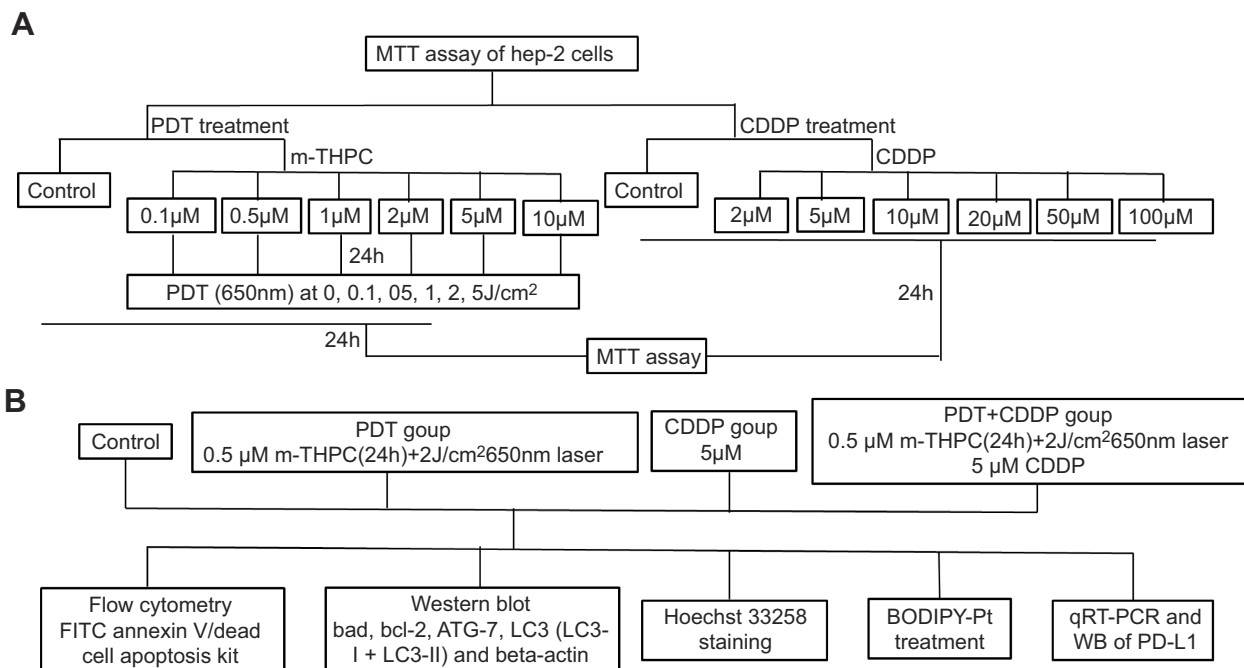 A
MTT assay of hep-2 cells
PDT treatment
CDDP treatment
m-THPC
CDDP
Control
Control
0.1μM
0.5μM
1μM
2μM
5μM
10μM
2μM
5μM
10μM
20μM
50μM
100μM
24h
PDT (650nm) at 0, 0.1, 05, 1, 2, 5J/cm²
24h
24h
MTT assay
B
Control
PDT goup
0.5 μM m-THPC(24h)+2J/cm²650nm laser
CDDP goup
5μM
PDT+CDDP goup
0.5 μM m-THPC(24h)+2J/cm²650nm laser
5 μM CDDP
Flow cytometry
FITC annexin V/dead
cell apoptosis kit
Western blot
bad, bcl-2, ATG-7, LC3 (LC3-
I + LC3-II) and beta-actin
Hoechst 33258
staining
BODIPY-Pt
treatment
qRT-PCR and
WB of PD-L1